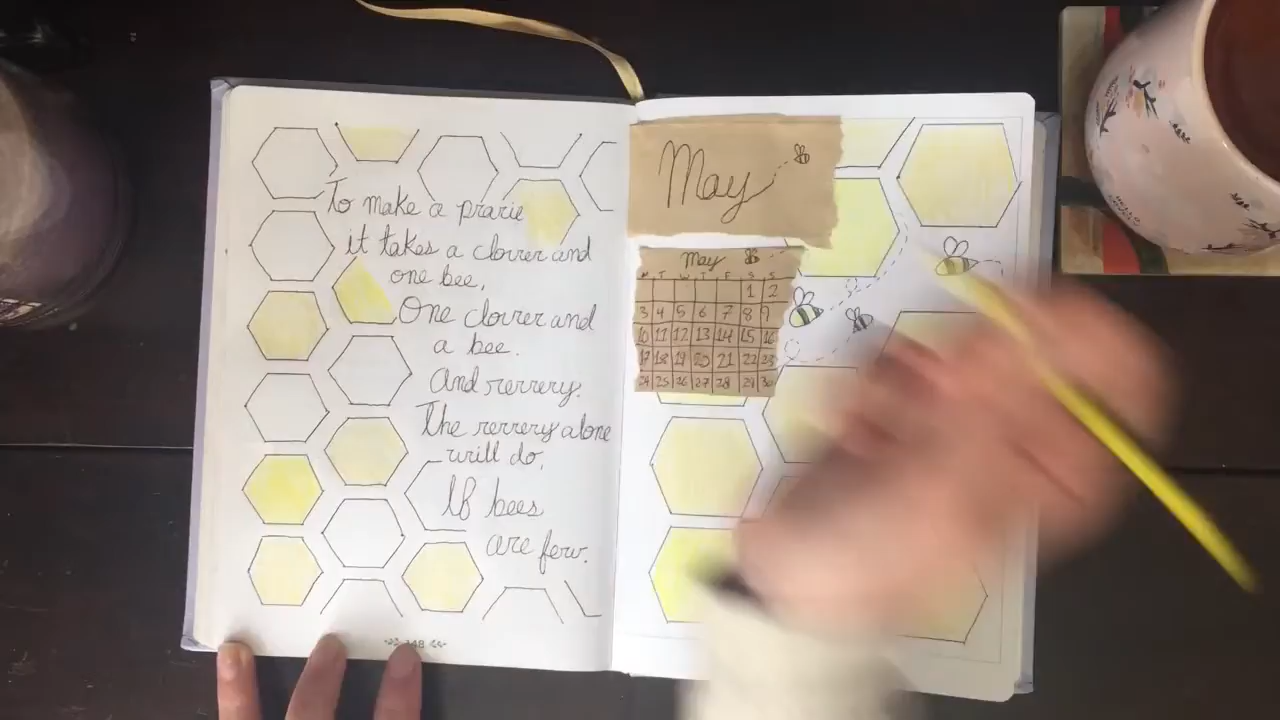 To make a prarie
it takes a clover and
one bee,
One clover and
a bee.
And revery.
The revery alone
will do,
If bees
are few.
May
May
M T W T F S S
1 2
3 4 5 6 7 8 9
10 11 12 13 14 15 16
17 18 19 20 21 22 23
24 25 26 27 28 29 30